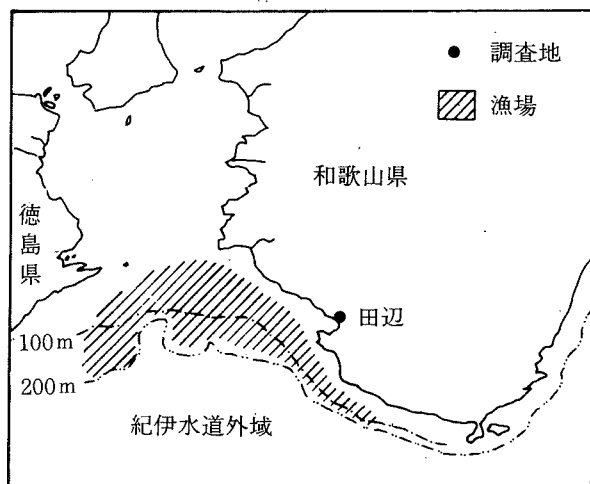 調査地
漁場
和歌山県
徳島県
田辺
100m
200m
紀伊水道外域